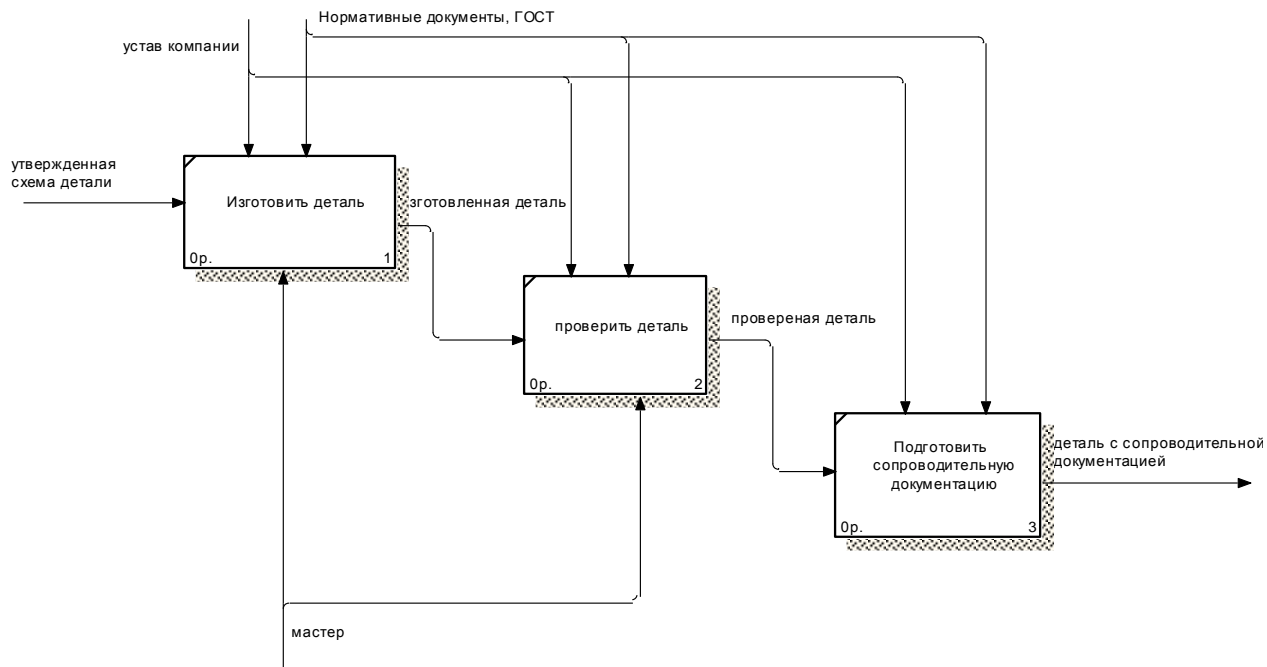 Нормативные документы, ГОСТ
устав компании
утвержденная
схема детали
Изготовить деталь
0р.
1
зготовленная деталь
проверить деталь
0р.
2
провереная деталь
Подготовить
сопроводительную
документацию
0р.
3
деталь с сопроводительной
документацией
мастер